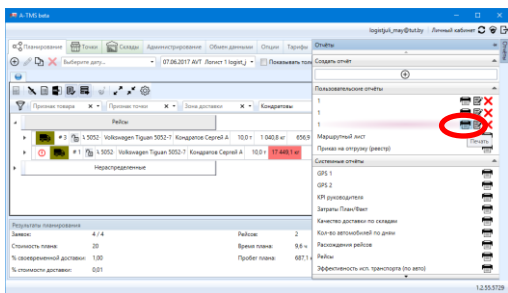 A-TMS beta
logistjuli_may@tut.by Личный кабинет
Планирование Точки Склады Администрирование Обмен данными Опции Тарифы
Отчёты
Выберите дату... 07.06.2017 AVT Логист 1 logist_j Показывать тол
Создать отчёт
Пользовательские отчёты
Признак товара Признак точки Зона доставки Кондратовы
1
1
1
Рейсы
Печать
# 3 5052 Volkswagen Tiguan 5052-7 Кондратов Сергей А 10,0 т 1 040,8 кг 656,9
Маршрутный лист
Приказ на отгрузку (реестр)
# 1 5052 Volkswagen Tiguan 5052-7 Кондратов Сергей А 10,0 т 17 448,1 кг
Системные отчёты
Нераспределенные
GPS 1
GPS 2
KPI руководителя
Затраты План/Факт
Качество доставки по складам
Кол-во автомобилей по дням
Расхождения рейсов
Рейсы
Эффективность исп. транспорта (по авто)
Результаты планирования
Заявок: 4 / 4 Рейсов: 2
Стоимость плана: 20 Время плана: 9,6 ч
% своевременной доставки: 1,00 Пробег плана: 687,1
% стоимости доставки: 0,01
1.2.55.5729